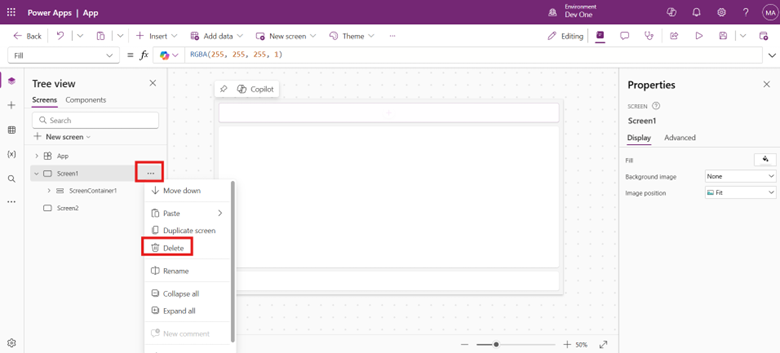 Power Apps | App
Environment
Dev One
MA
Back
Insert
Add data
New screen
Theme
...
Editing
Fill
=
fx
RGBA(255, 255, 255, 1)
Tree view
Screens
Components
Search
New screen
App
Screen1
...
ScreenContainer1
Screen2
Move down
Paste
Duplicate screen
Delete
Rename
Collapse all
Expand all
New comment
Copilot
50%
Properties
SCREEN
Screen1
Display
Advanced
Fill
Background image
None
Image position
Fit